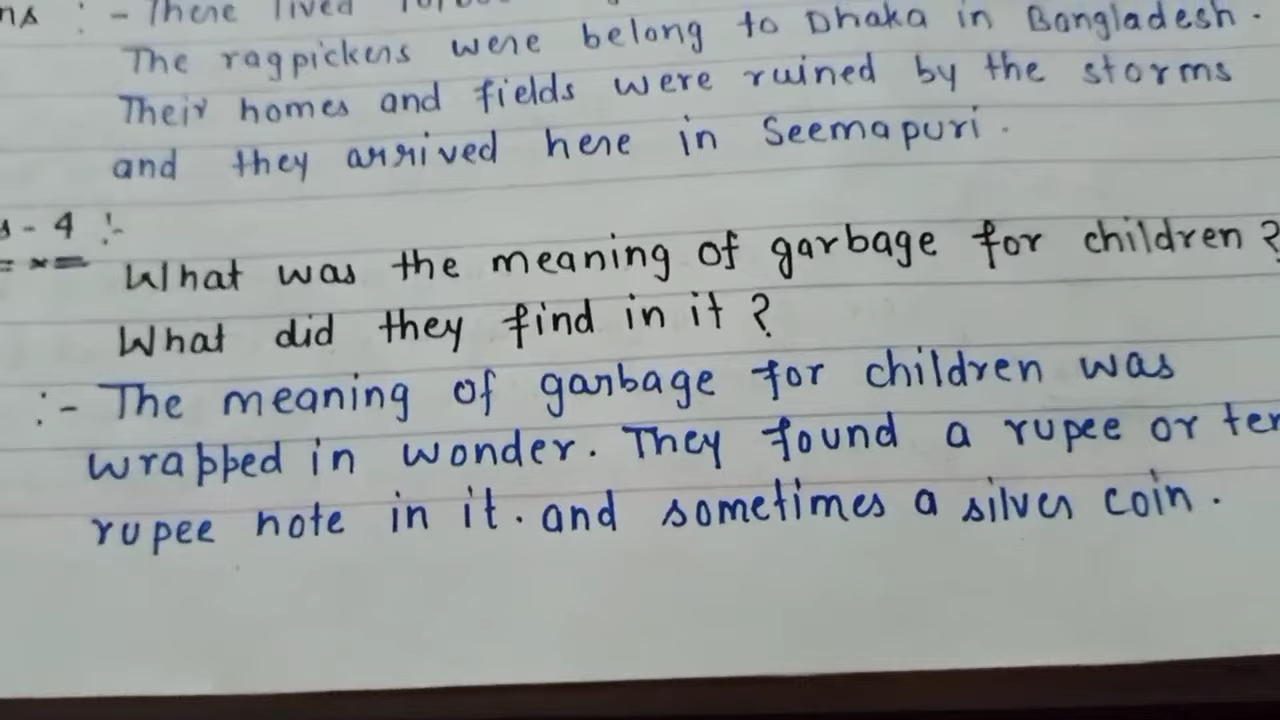 ns :- There lived
The ragpickers were belong to Dhaka in Bangladesh.
Their homes and fields were ruined by the storms
and they arrived here in Seemapuri.
s-4 :-
What was the meaning of garbage for children?
What did they find in it?
:- The meaning of garbage for children was
wrapped in wonder. They found a rupee or ten
rupee note in it. and sometimes a silver coin.